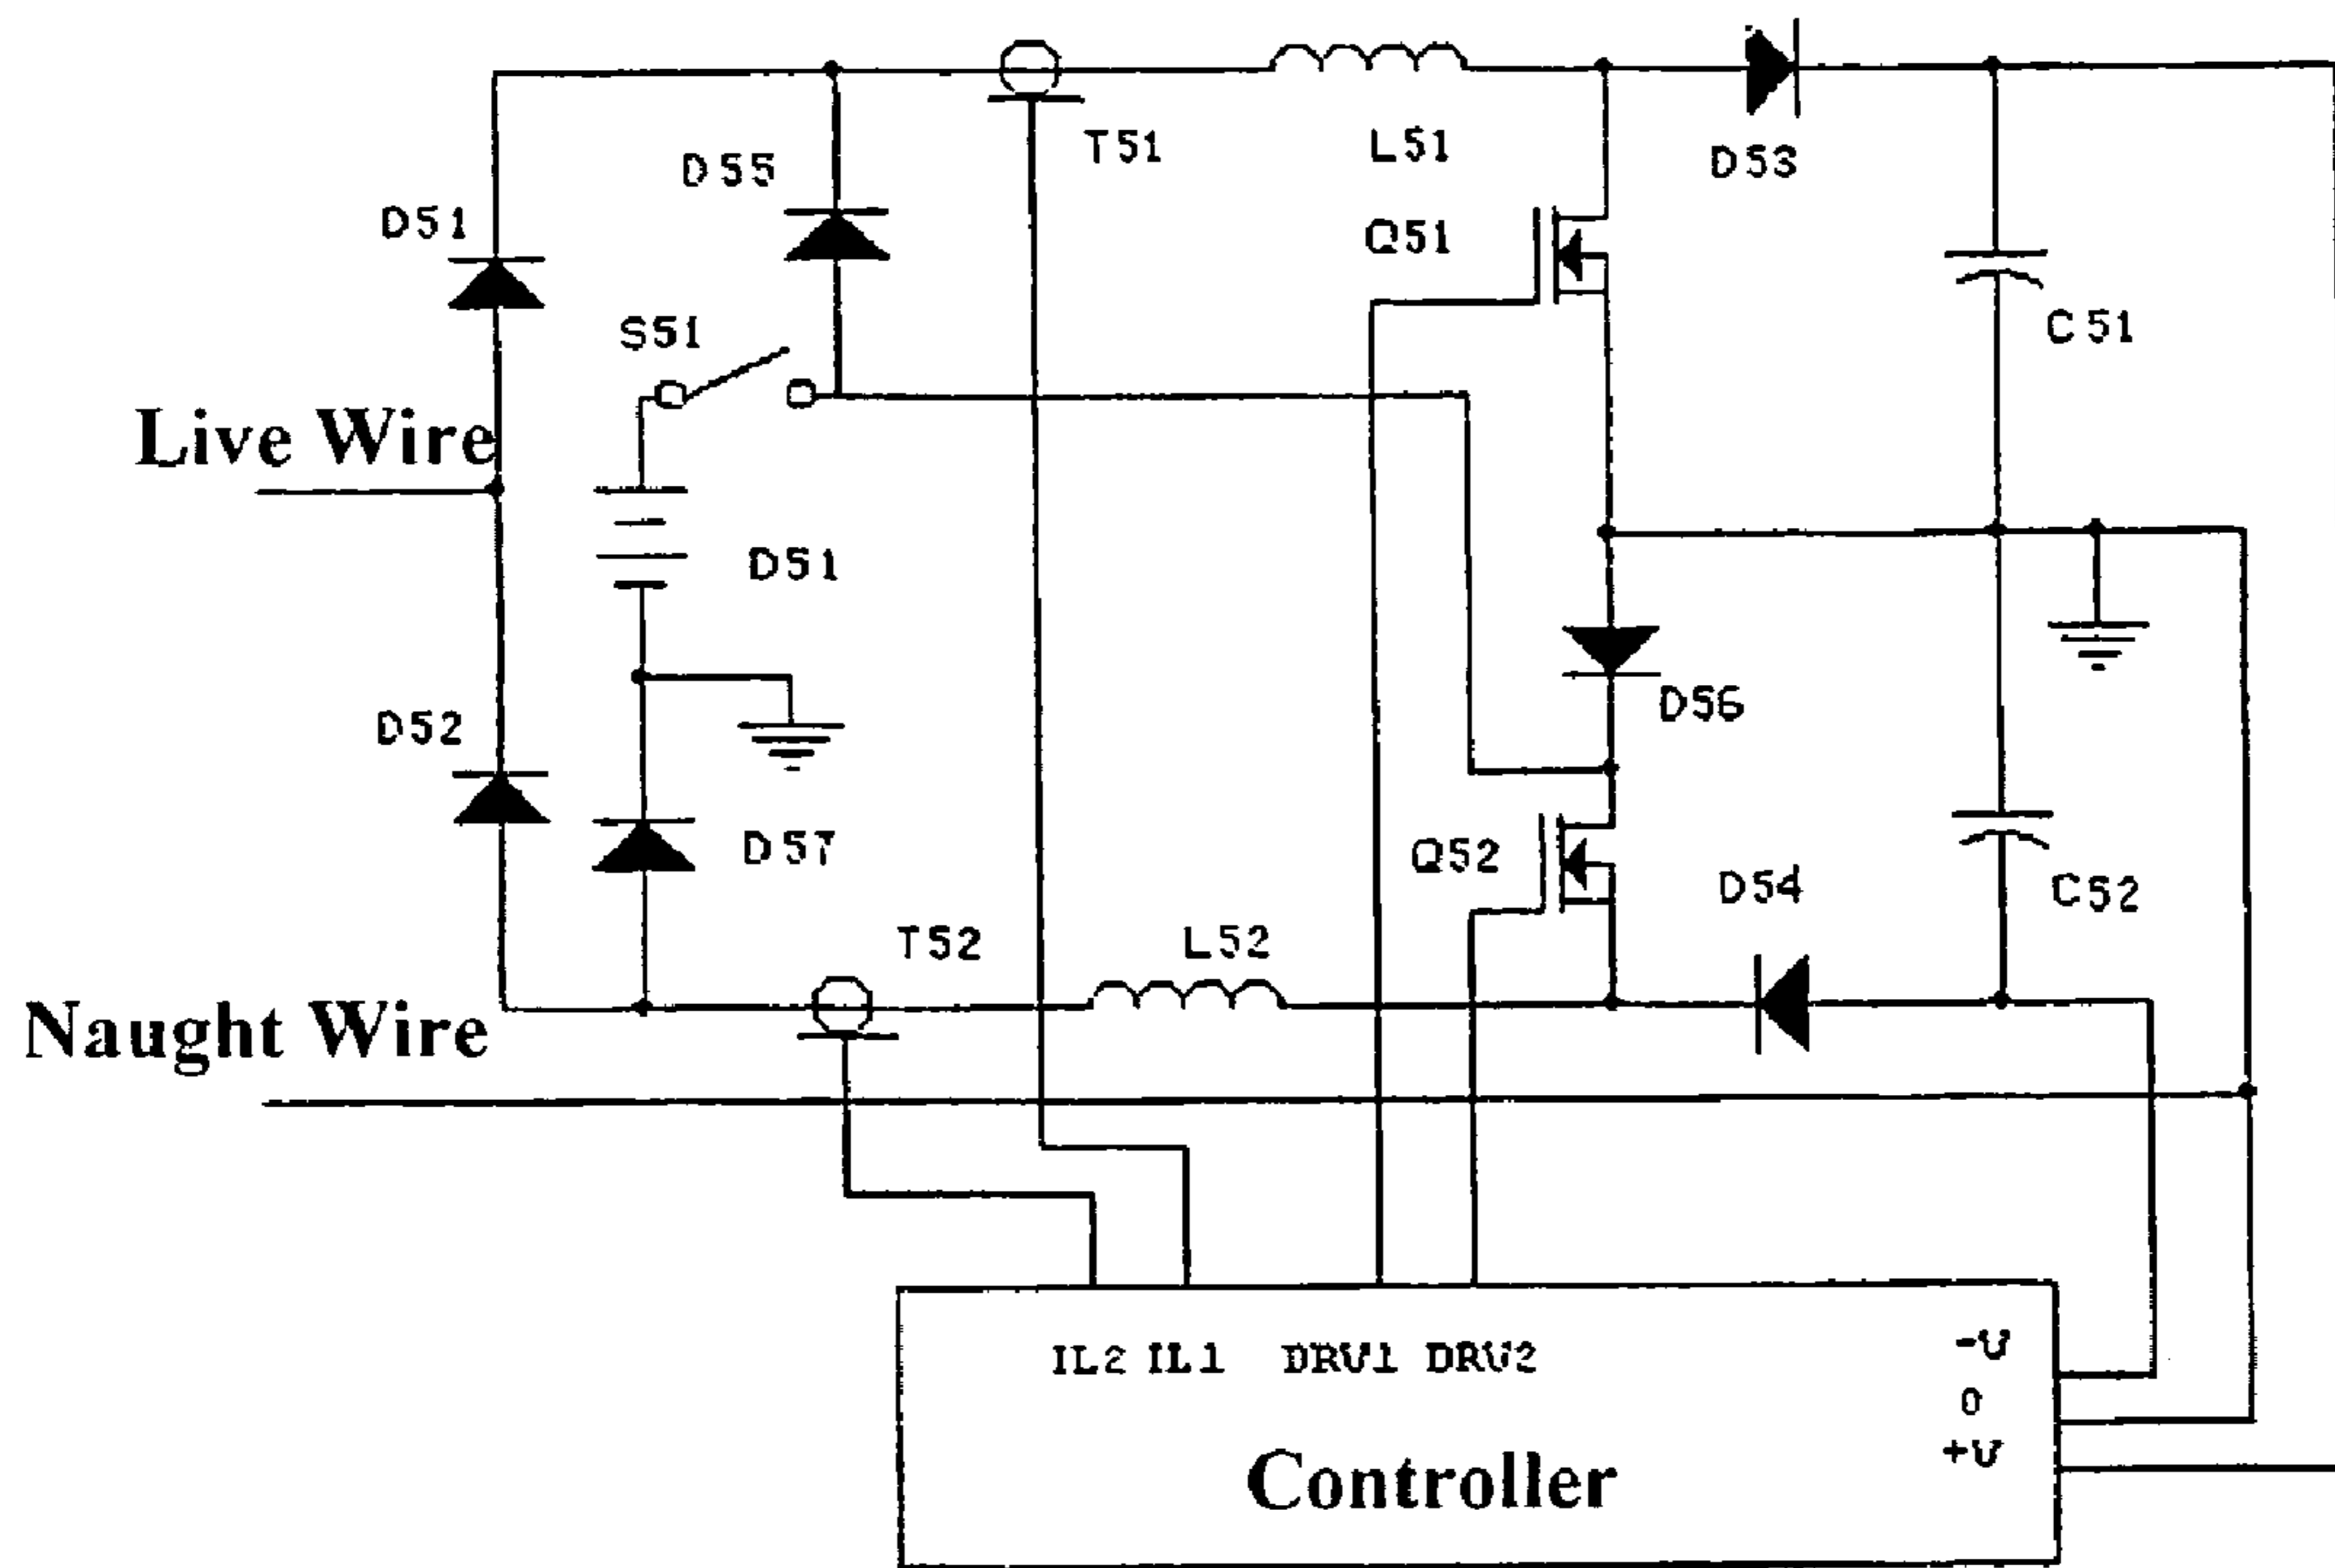 T51
L51
D53
D55
D51
Q51
S51
C51
Live Wire
D51
D56
D52
D57
Q52
D54
C52
T52
L52
Naught Wire
IL2 IL1 DRV1 DRV2
-V
0
+V
Controller